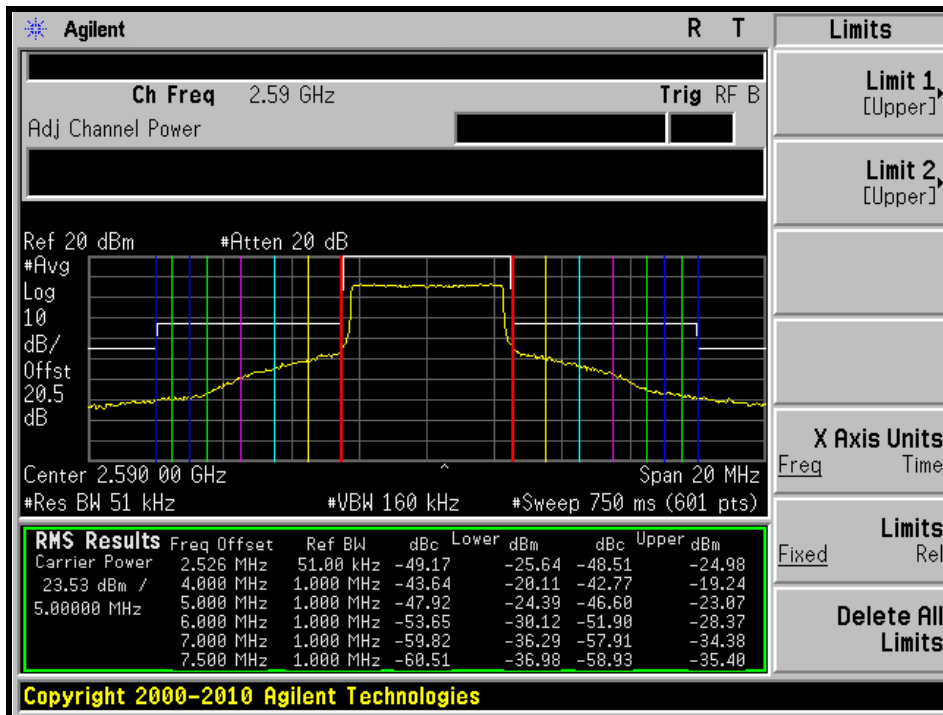 Agilent R T
Limits
Ch Freq 2.59 GHz Trig RF B
Adj Channel Power
Limit 1
[Upper]
Limit 2
[Upper]
Ref 20 dBm #Atten 20 dB
#Avg
Log
10
dB/
Offst
20.5
dB
Center 2.590 00 GHz ^ Span 20 MHz
#Res BW 51 kHz #VBW 160 kHz #Sweep 750 ms (601 pts)
X Axis Units
Freq Time
Limits
Fixed Rel
Delete All
Limits
RMS Results Freq Offset Ref BW dBc Lower dBm dBc Upper dBm
Carrier Power 2.526 MHz 51.00 kHz -49.17 -25.64 -48.51 -24.98
23.53 dBm / 4.000 MHz 1.000 MHz -43.64 -20.11 -42.77 -19.24
5.00000 MHz 5.000 MHz 1.000 MHz -47.92 -24.39 -46.60 -23.07
6.000 MHz 1.000 MHz -53.65 -30.12 -51.90 -28.37
7.000 MHz 1.000 MHz -59.82 -36.29 -57.91 -34.38
7.500 MHz 1.000 MHz -60.51 -36.98 -58.93 -35.40
Copyright 2000-2010 Agilent Technologies